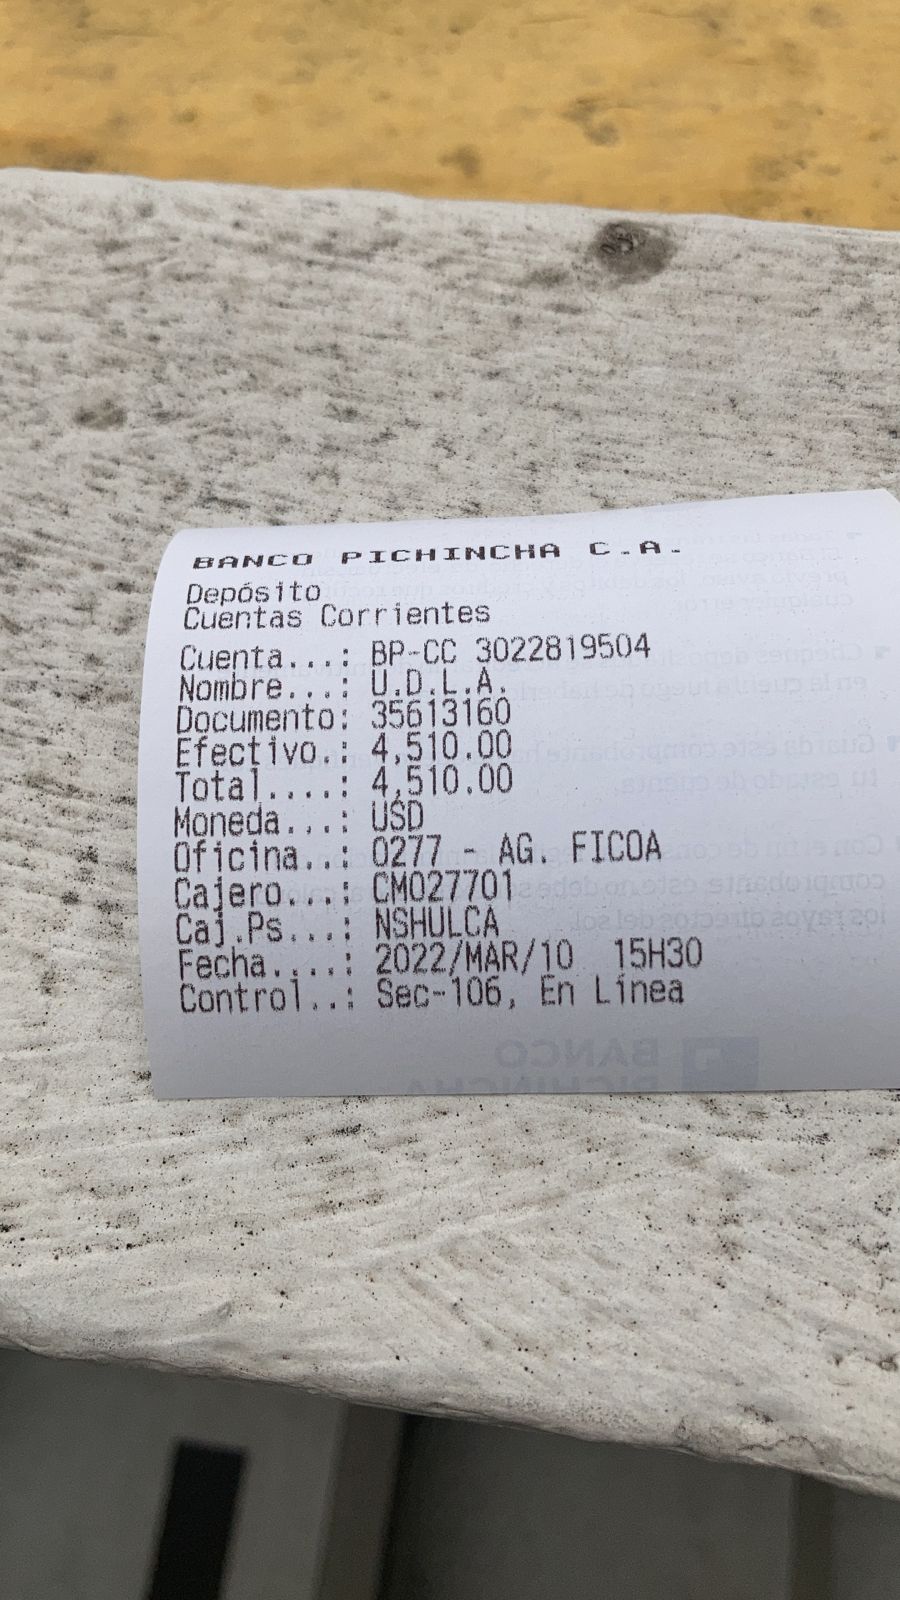 BANCO PICHINCHA C.A.
Depósito
Cuentas Corrientes
Cuenta...: BP-CC 3022819504
Nombre...: U.D.L.A.
Documento: 35613160
Efectivo.: 4,510.00
Total....: 4,510.00
Moneda...: USD
Oficina..: 0277 - AG. FICOA
Cajero...: CM027701
Caj.Ps...: NSHULCA
Fecha....: 2022/MAR/10 15H30
Control..: Sec-106, En Línea
BANCO
PICHINCHA